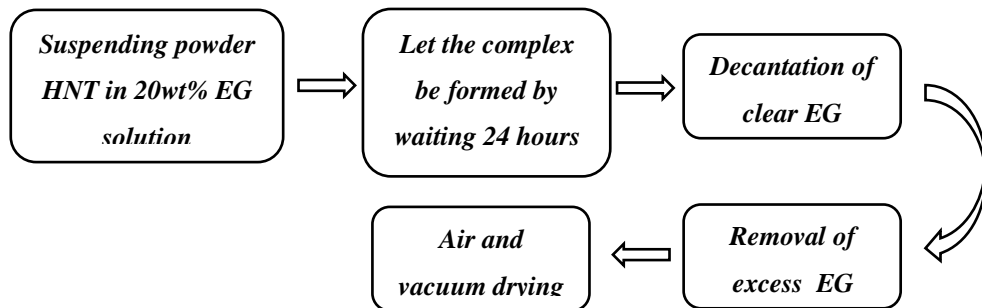 Suspending powder
HNT in 20wt% EG
solution
Let the complex
be formed by
waiting 24 hours
Decantation of
clear EG
Removal of
excess EG
Air and
vacuum drying